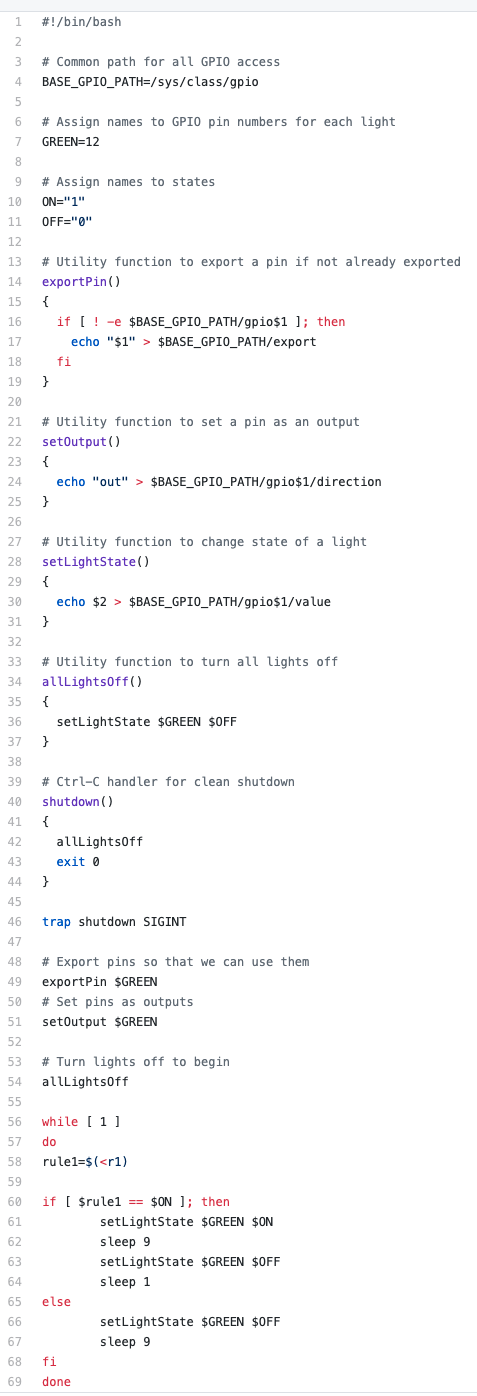 1 #!/bin/bash
2
3 # Common path for all GPIO access
4 BASE_GPIO_PATH=/sys/class/gpio
5
6 # Assign names to GPIO pin numbers for each light
7 GREEN=12
8
9 # Assign names to states
10 ON="1"
11 OFF="0"
12
13 # Utility function to export a pin if not already exported
14 exportPin()
15 {
16   if [ ! -e $BASE_GPIO_PATH/gpio$1 ]; then
17     echo "$1" > $BASE_GPIO_PATH/export
18   fi
19 }
20
21 # Utility function to set a pin as an output
22 setOutput()
23 {
24   echo "out" > $BASE_GPIO_PATH/gpio$1/direction
25 }
26
27 # Utility function to change state of a light
28 setLightState()
29 {
30   echo $2 > $BASE_GPIO_PATH/gpio$1/value
31 }
32
33 # Utility function to turn all lights off
34 allLightsOff()
35 {
36   setLightState $GREEN $OFF
37 }
38
39 # Ctrl-C handler for clean shutdown
40 shutdown()
41 {
42   allLightsOff
43   exit 0
44 }
45
46 trap shutdown SIGINT
47
48 # Export pins so that we can use them
49 exportPin $GREEN
50 # Set pins as outputs
51 setOutput $GREEN
52
53 # Turn lights off to begin
54 allLightsOff
55
56 while [ 1 ]
57 do
58 rule1=$(<r1)
59
60 if [ $rule1 == $ON ]; then
61         setLightState $GREEN $ON
62         sleep 9
63         setLightState $GREEN $OFF
64         sleep 1
65 else
66         setLightState $GREEN $OFF
67         sleep 9
68 fi
69 done